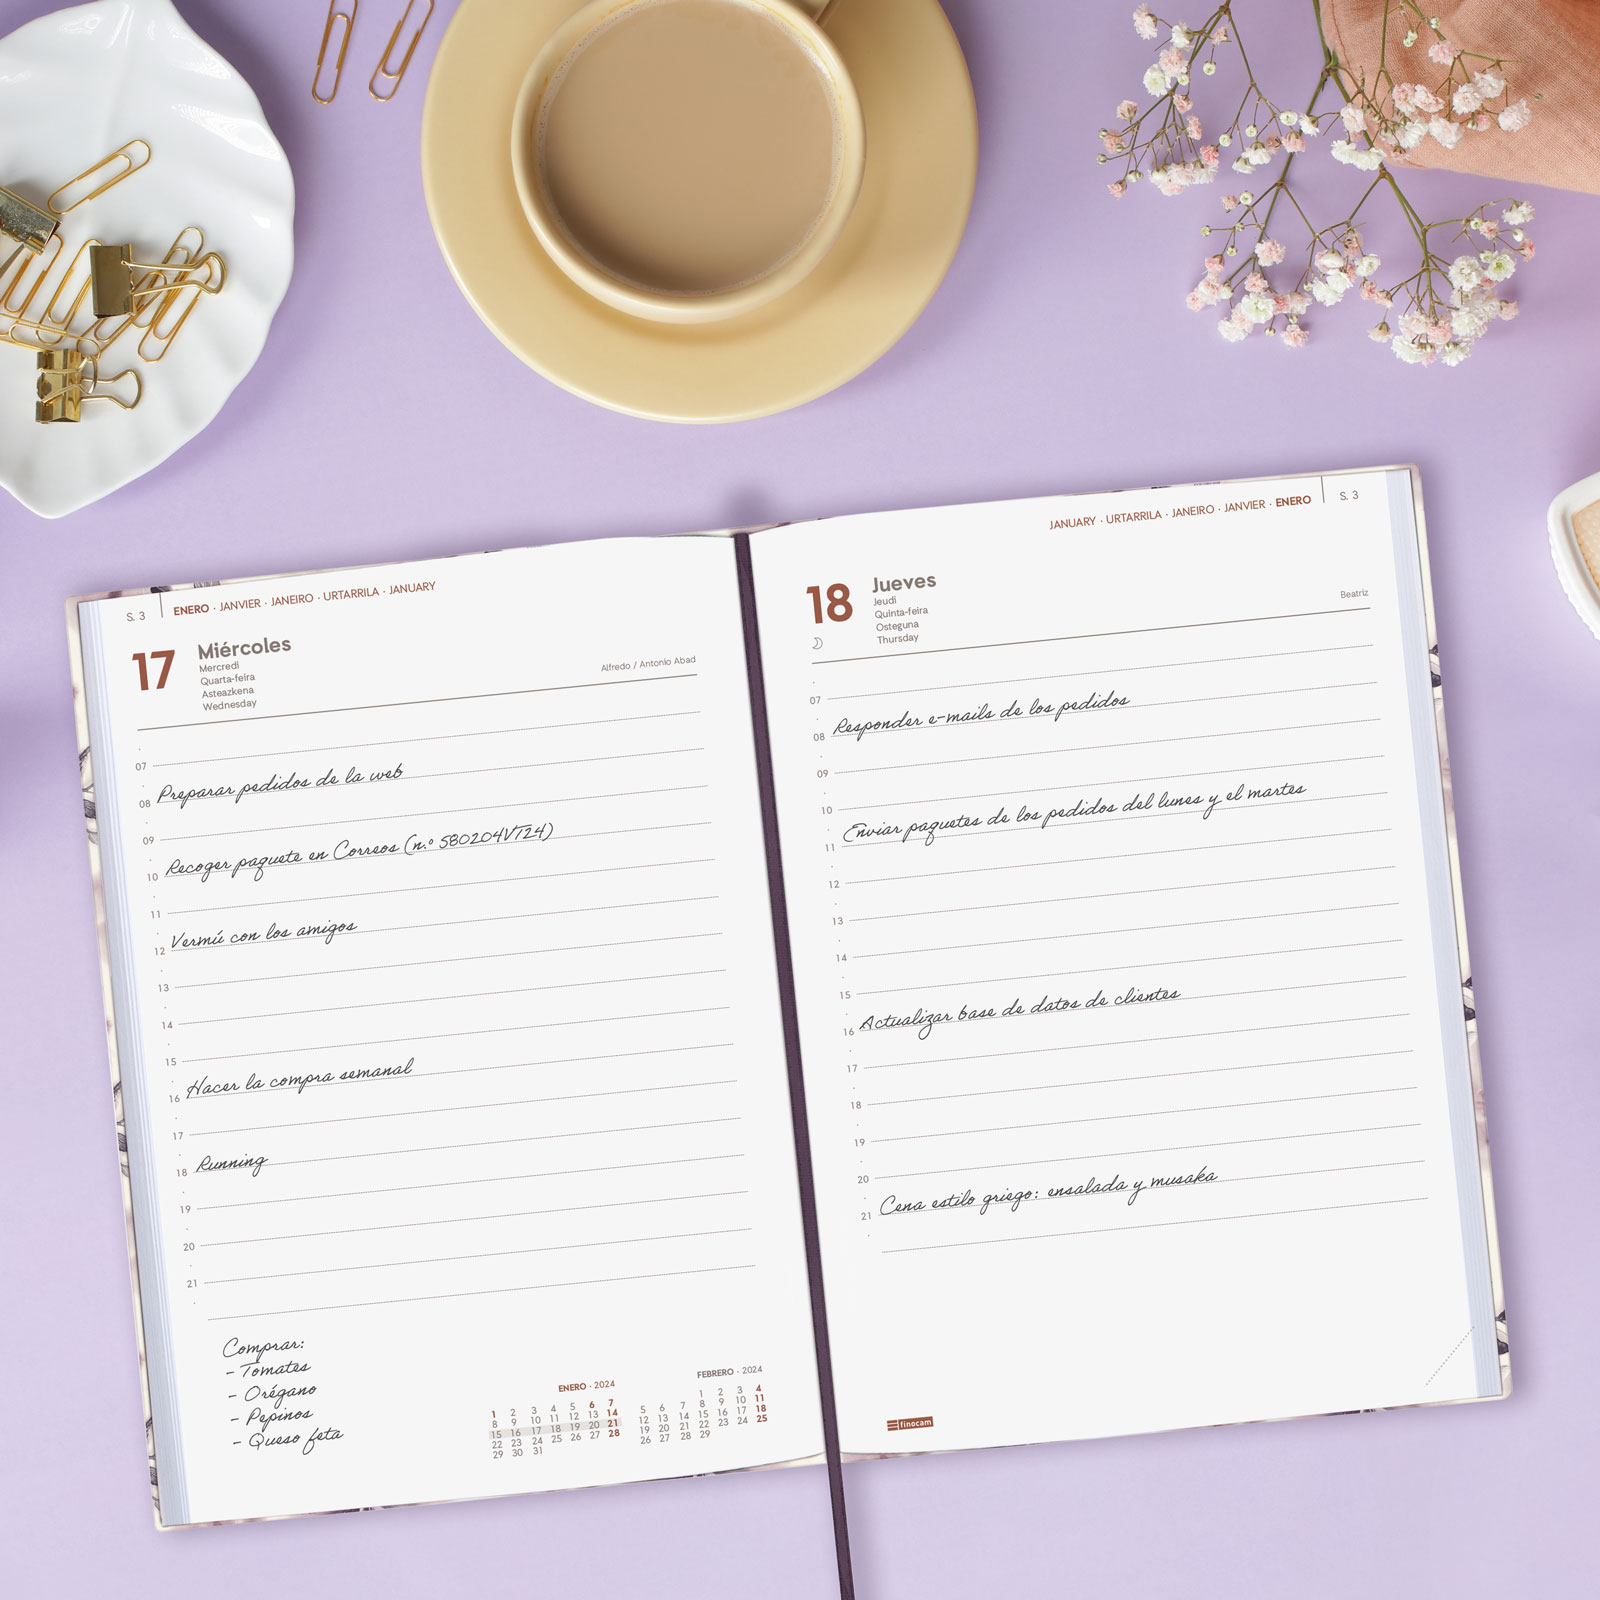 S. 3 ENERO · JANVIER · JANEIRO · URTARRILA · JANUARY
17 Miércoles
Mercredi
Quarta-feira
Asteazkena
Wednesday
Alfredo / Antonio Abad
07
08 Preparar pedidos de la web
09
10 Recoger paquete en Correos (n.º 580204VT24)
11
12 Vermú con los amigos
13
14
15
16 Hacer la compra semanal
17
18 Running
19
20
21
Comprar:
- Tomates
- Orégano
- Pepinos
- Queso feta
ENERO · 2024
1 2 3 4 5 6 7
8 9 10 11 12 13 14
15 16 17 18 19 20 21
22 23 24 25 26 27 28
29 30 31
FEBRERO · 2024
1 2 3 4
5 6 7 8 9 10 11
12 13 14 15 16 17 18
19 20 21 22 23 24 25
26 27 28 29
JANUARY · URTARRILA · JANEIRO · JANVIER · ENERO S. 3
18 Jueves
Jeudi
Quinta-feira
Osteguna
Thursday
Beatriz
07
08 Responder e-mails de los pedidos
09
10
11 Enviar paquetes de los pedidos del lunes y el martes
12
13
14
15
16 Actualizar base de datos de clientes
17
18
19
20
21 Cena estilo griego: ensalada y musaka
finocam